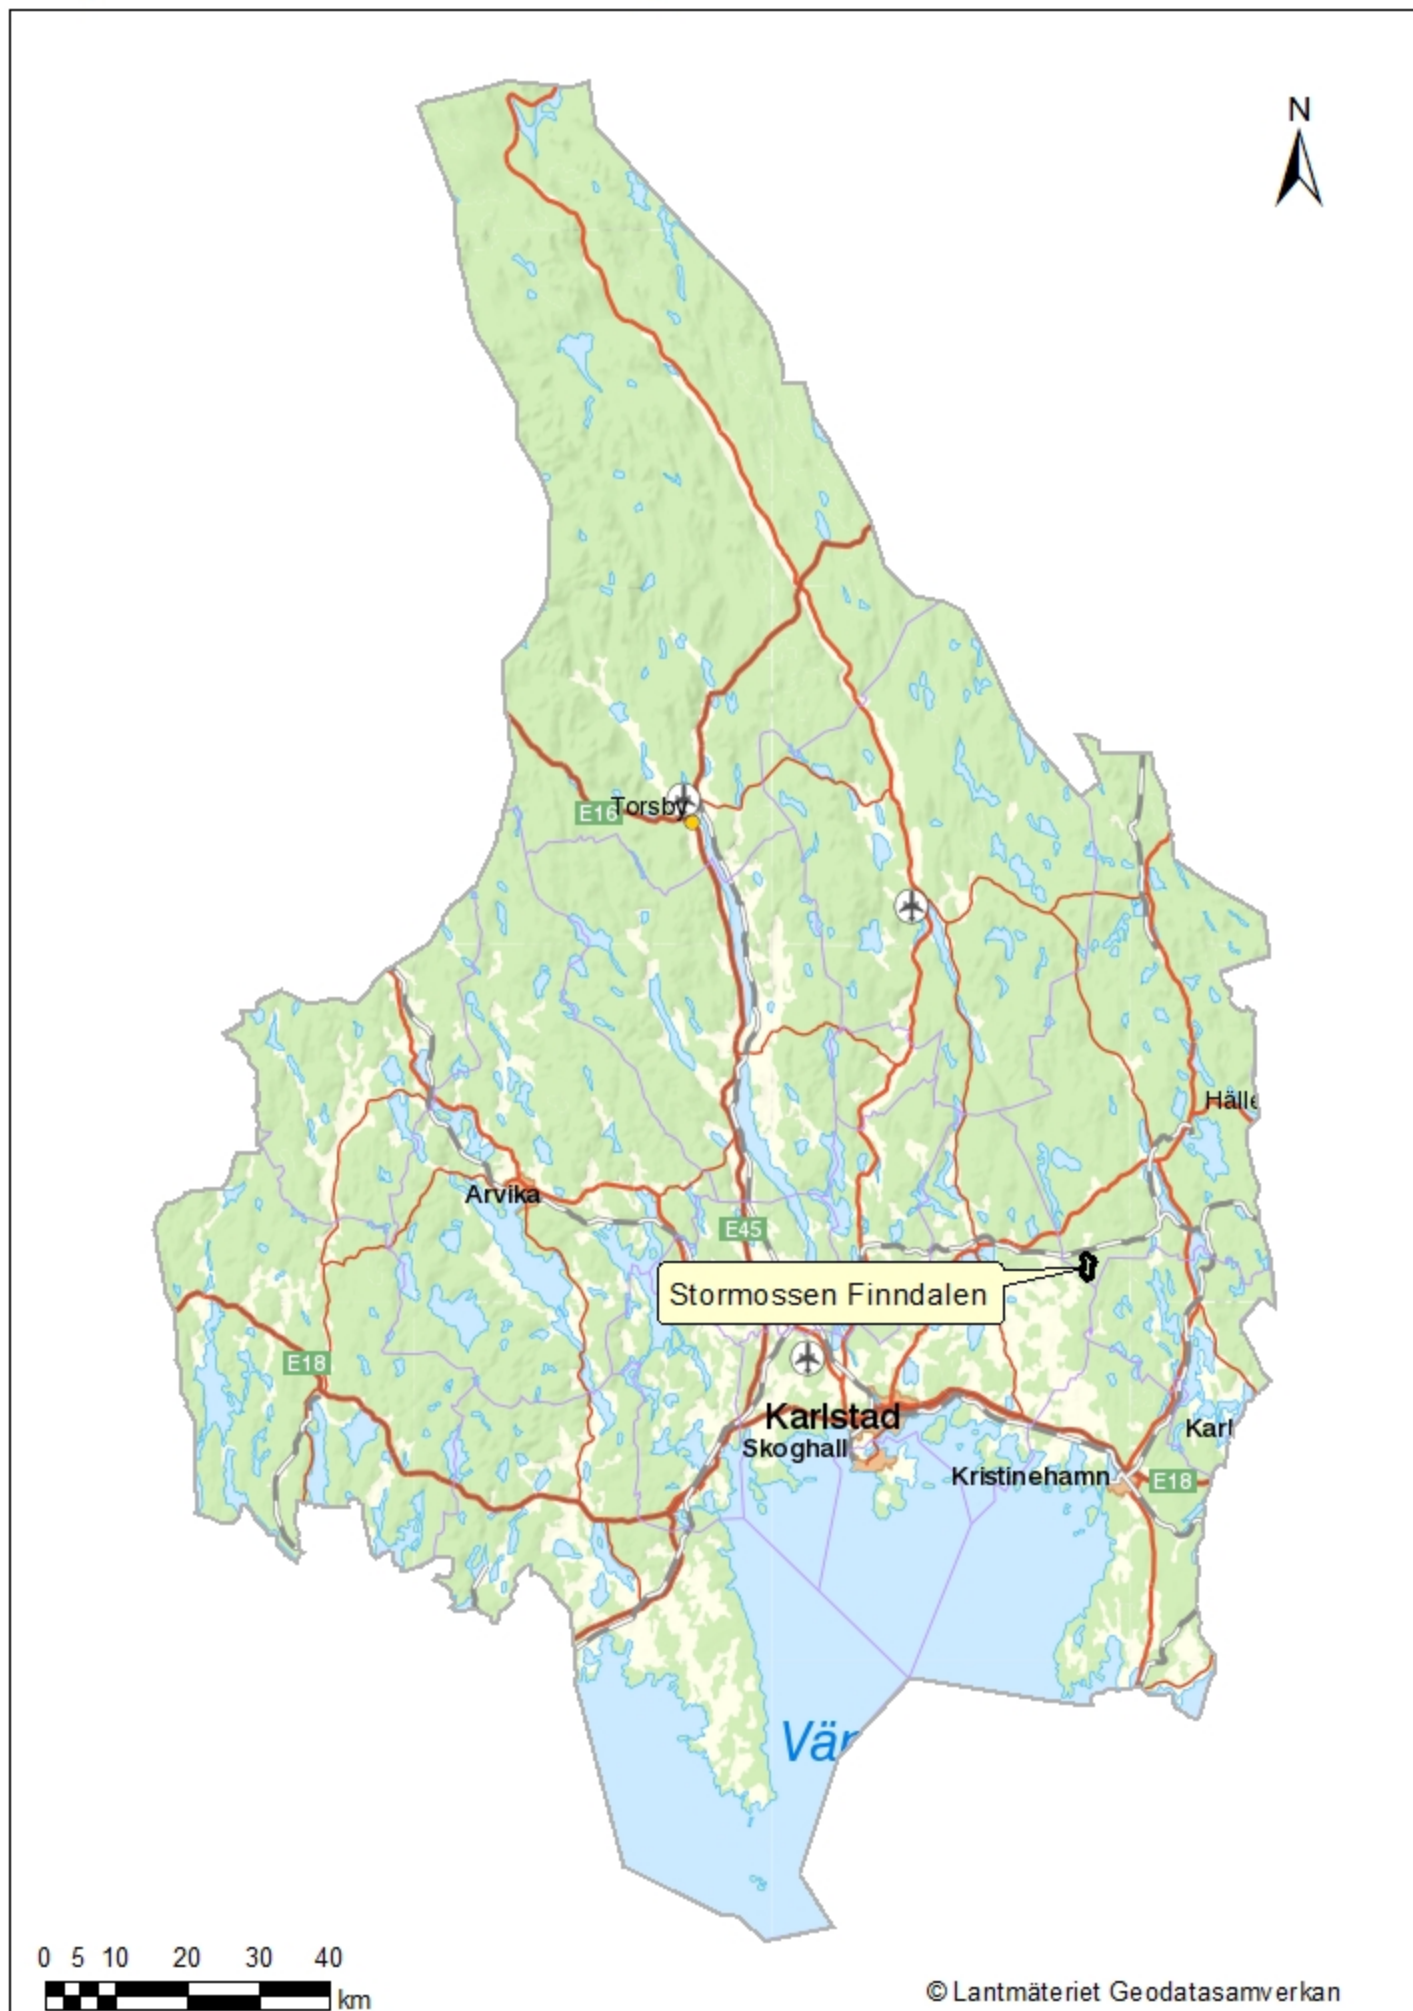 N
E16
Torsby
Hälle
Arvika
E45
Stormossen Finndalen
E18
Karlstad
Skoghall
Karl
Kristinehamn
E18
Vär
0 5 10 20 30 40
km
© Lantmäteriet Geodatasamverkan